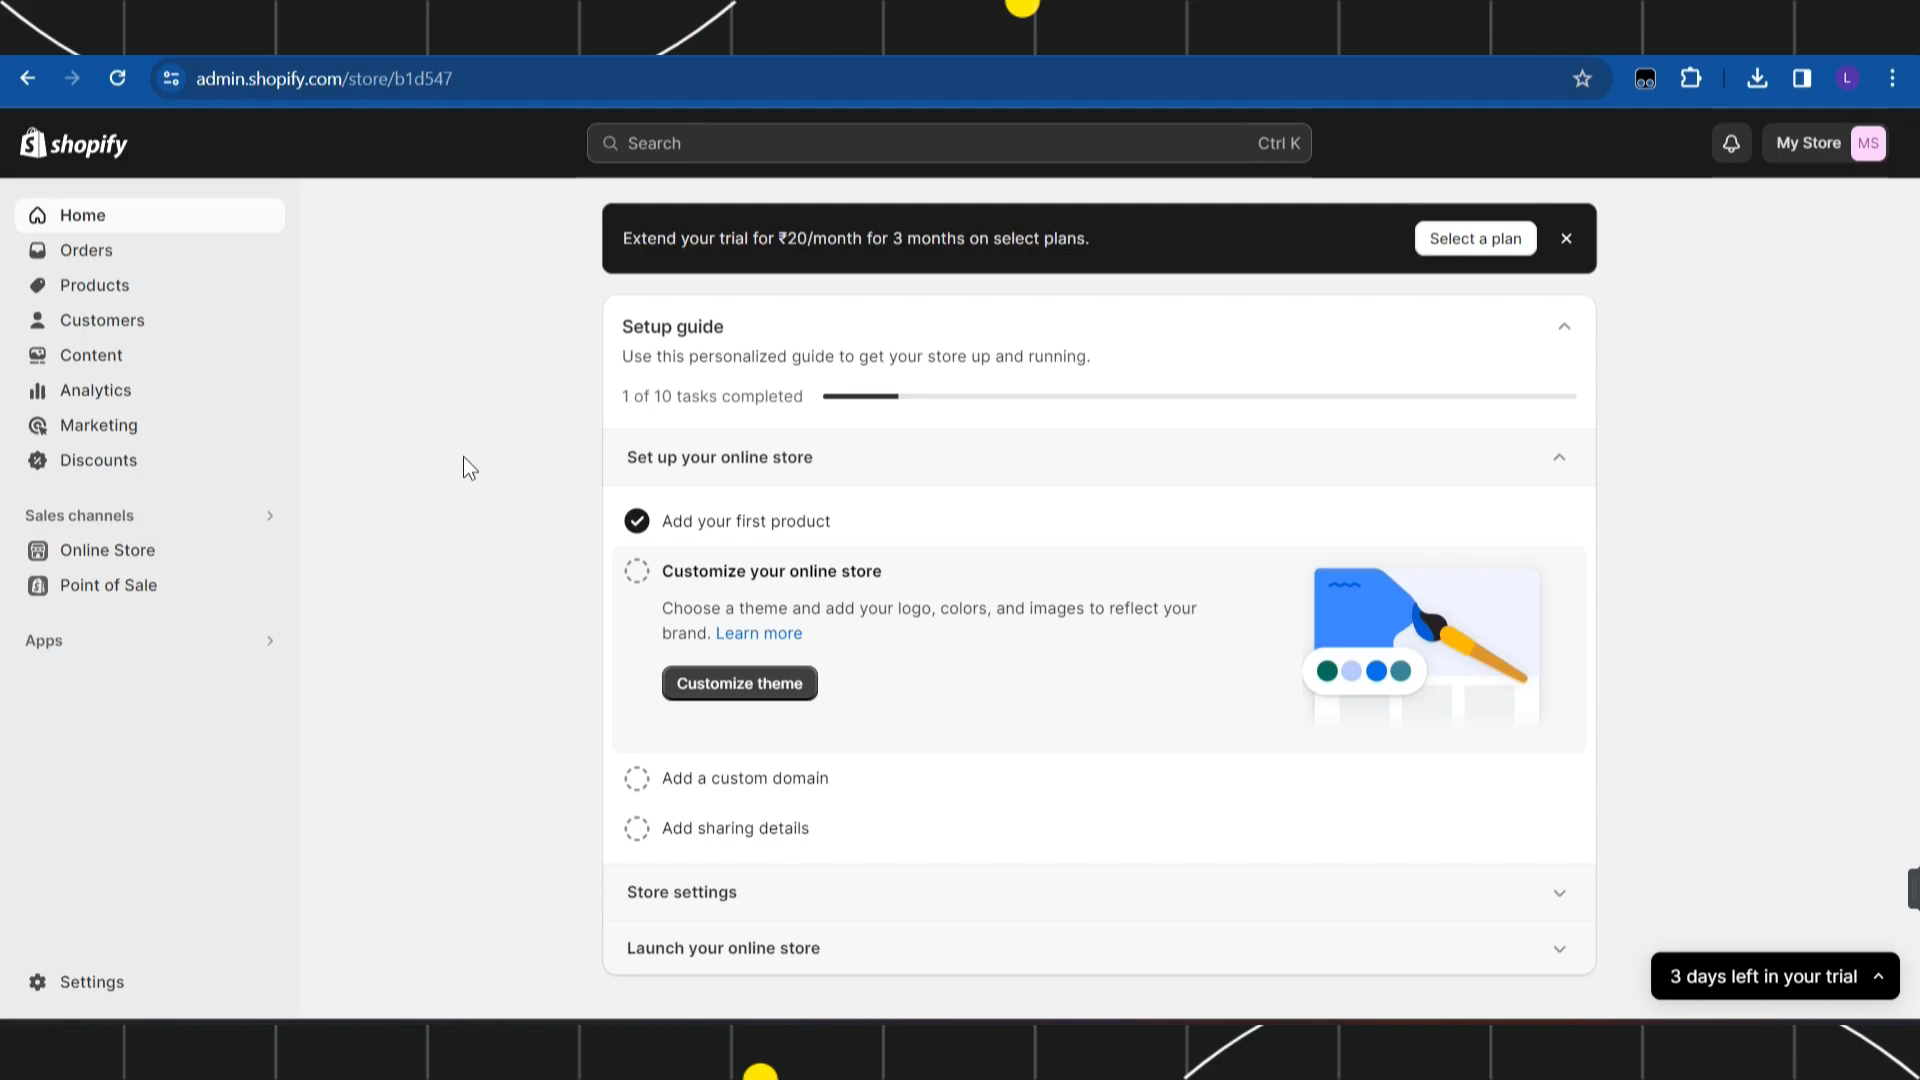 admin.shopify.com/store/b1d547
L
shopify
Search
Ctrl K
My Store
MS
Home
Orders
Products
Customers
Content
Analytics
Marketing
Discounts
Sales channels
Online Store
Point of Sale
Apps
Settings
Extend your trial for ₹20/month for 3 months on select plans.
Select a plan
Setup guide
Use this personalized guide to get your store up and running.
1 of 10 tasks completed
Set up your online store
Add your first product
Customize your online store
Choose a theme and add your logo, colors, and images to reflect your
brand. Learn more
Customize theme
Add a custom domain
Add sharing details
Store settings
Launch your online store
3 days left in your trial